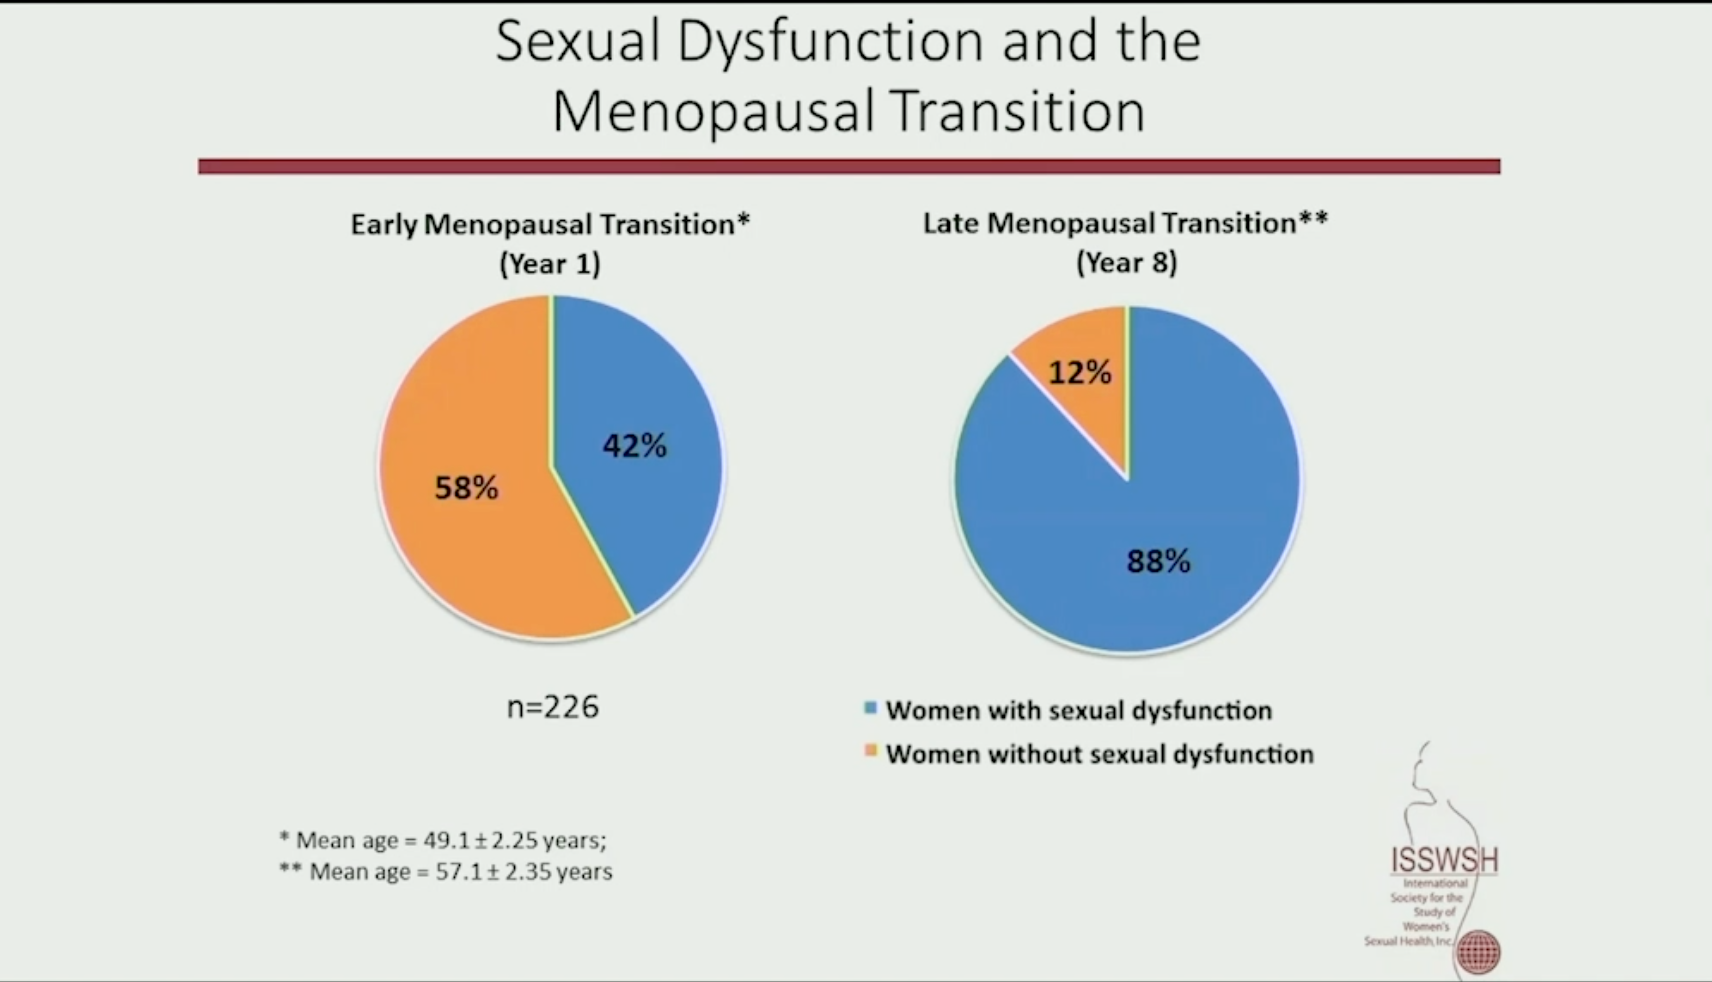 Sexual Dysfunction and the
Menopausal Transition
Early Menopausal Transition*
(Year 1)
42%
58%
n=226
Late Menopausal Transition**
(Year 8)
12%
88%
Women with sexual dysfunction
Women without sexual dysfunction
* Mean age = 49.1±2.25 years;
** Mean age = 57.1± 2.35 years
ISSWSH
International
Society for the
Study of
Women's
Sexual Health, Inc.